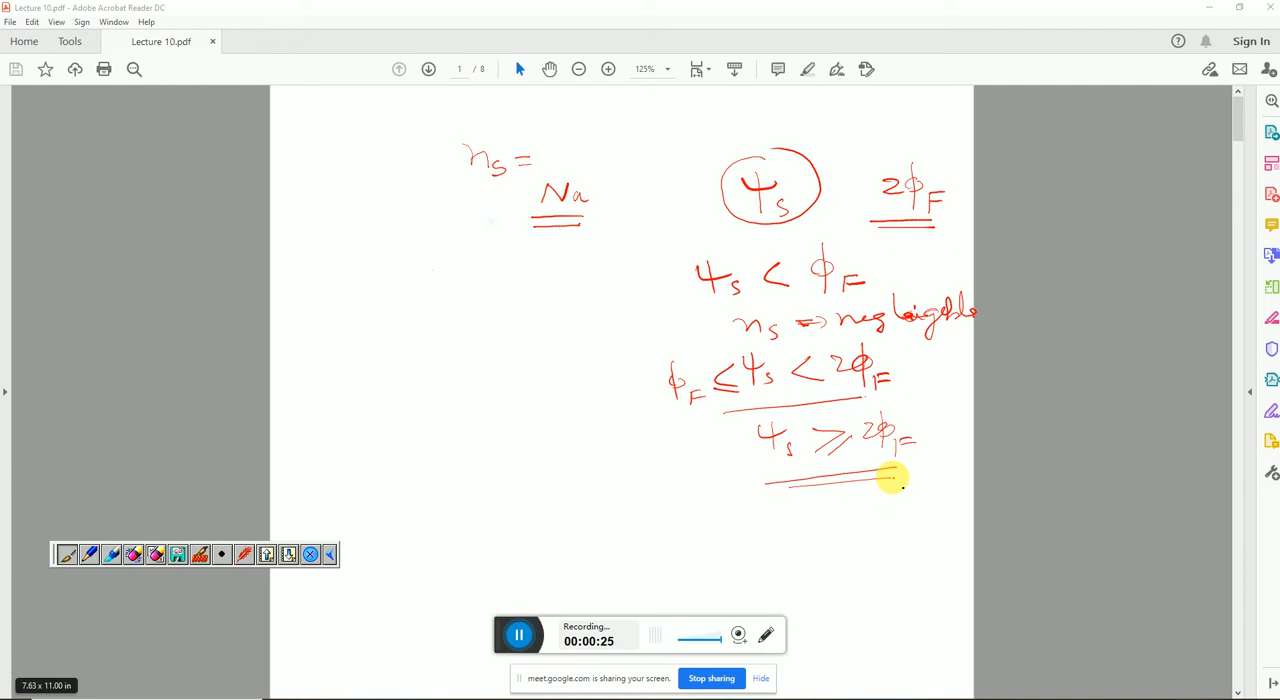 Lecture 10.pdf - Adobe Acrobat Reader DC
File Edit View Sign Window Help
Home Tools Lecture 10.pdf × Sign In
1 / 8 125%
ns =
Na
ψs 2ϕF
ψs < ϕF
ns ⇒ negleigeble
ϕF ≤ ψs < 2ϕF
ψs ≥ 2ϕF
Recording...
00:00:25
meet.google.com is sharing your screen. Stop sharing Hide
7.63 x 11.00 in